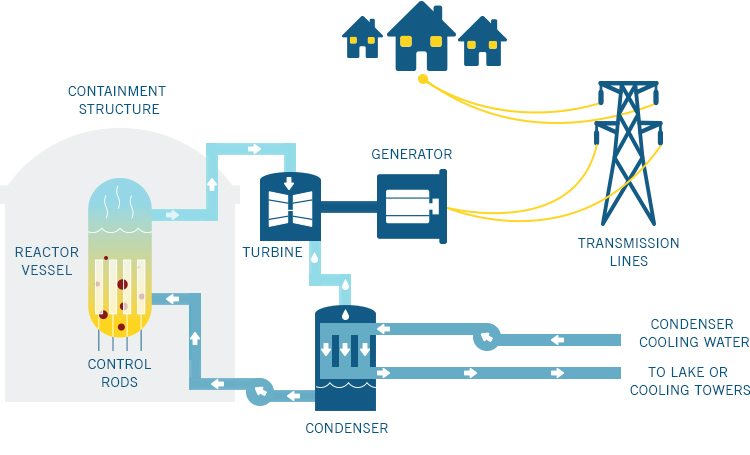 CONTAINMENT
STRUCTURE
GENERATOR
REACTOR
VESSEL
TURBINE
TRANSMISSION
LINES
CONTROL
RODS
CONDENSER
COOLING WATER
TO LAKE OR
COOLING TOWERS
CONDENSER